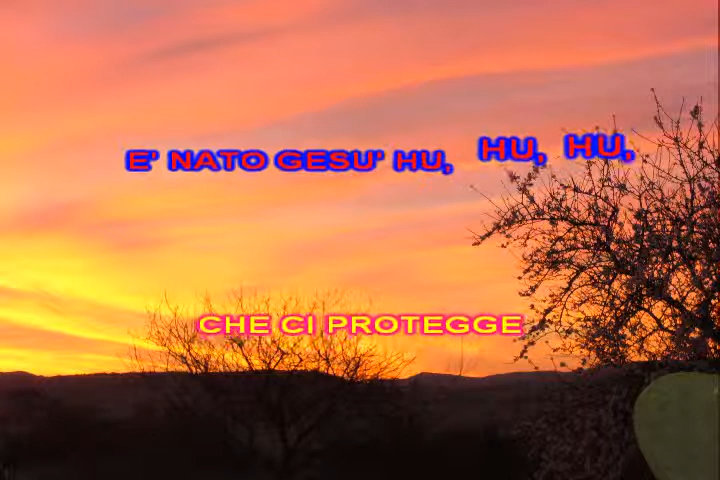 E' NATO GESU' HU, HU, HU,
CHE CI PROTEGGE